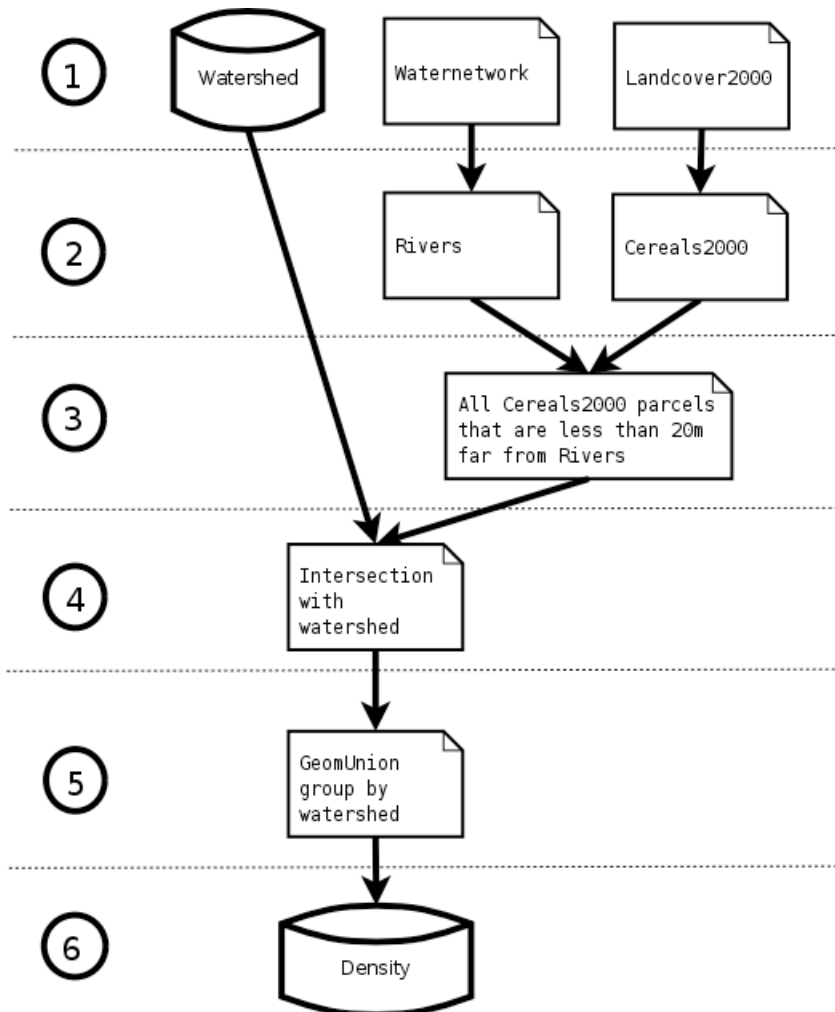 1
Watershed
Waternetwork
Landcover2000
2
Rivers
Cereals2000
3
All Cereals2000 parcels
that are less than 20m
far from Rivers
4
Intersection
with
watershed
5
GeomUnion
group by
watershed
6
Density